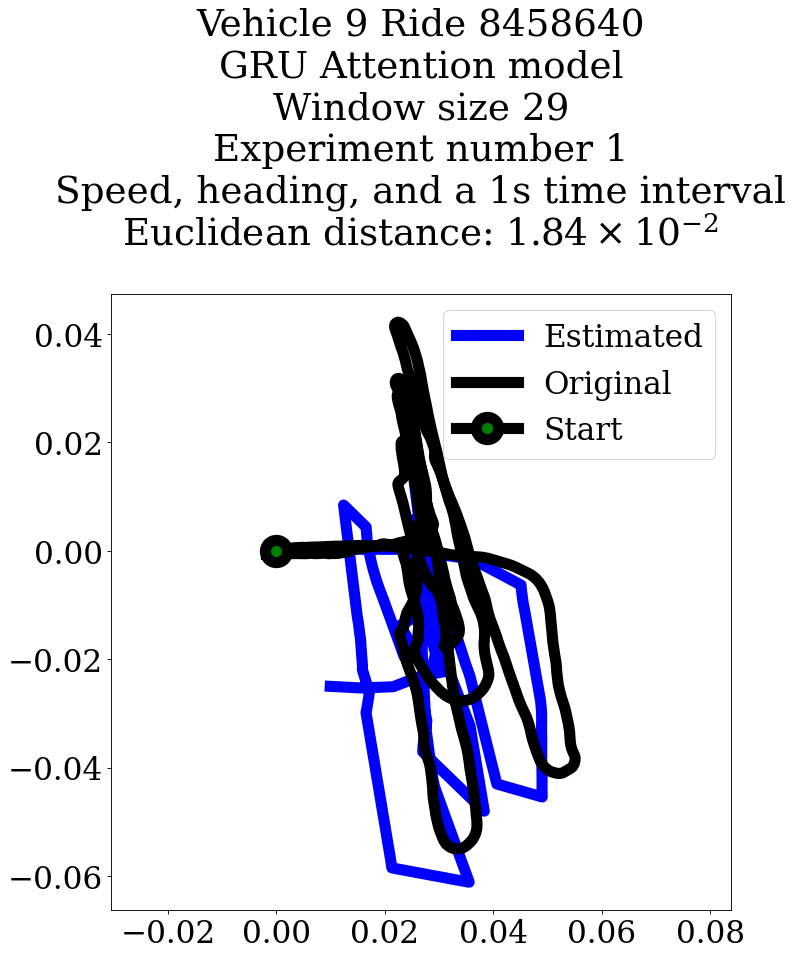 Vehicle 9 Ride 8458640
GRU Attention model
Window size 29
Experiment number 1
Speed, heading, and a 1s time interval
Euclidean distance: 1.84 × 10⁻²
Estimated
Original
Start
0.04
0.02
0.00
−0.02
−0.04
−0.06
−0.02 0.00 0.02 0.04 0.06 0.08